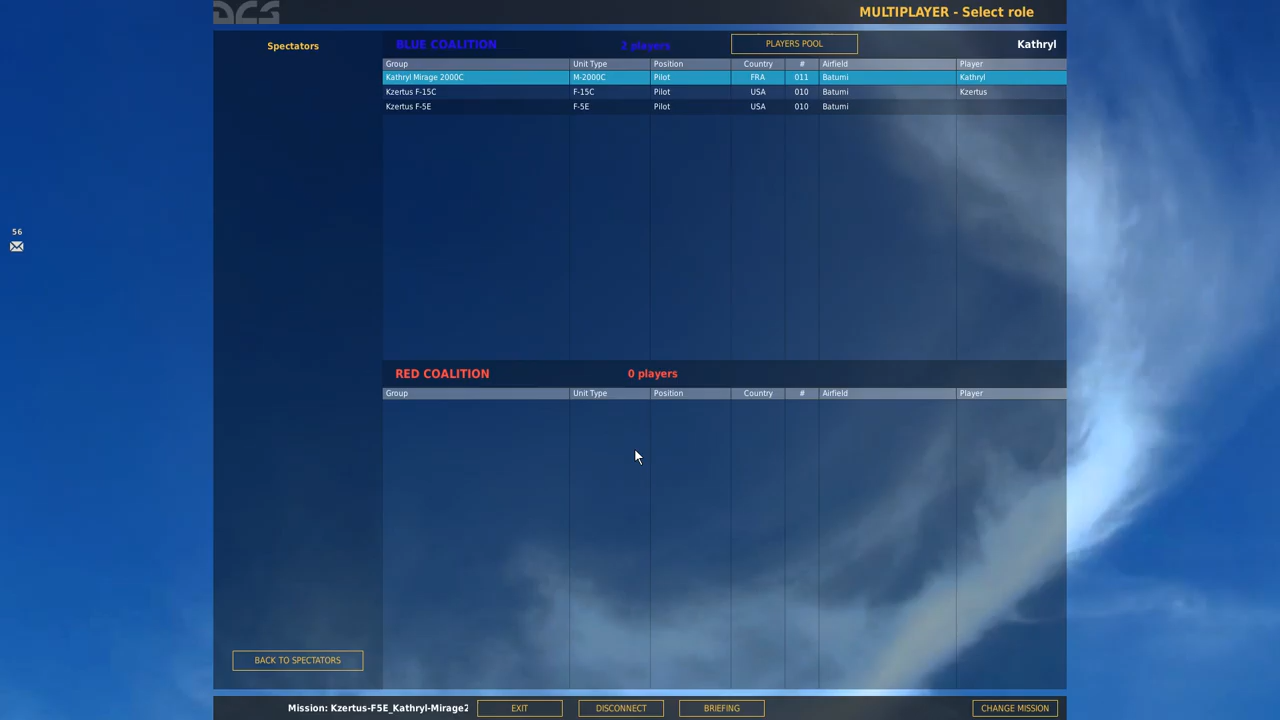 DCS
MULTIPLAYER - Select role
Spectators
BLUE COALITION 2 players PLAYERS POOL Kathryl
Group Unit Type Position Country # Airfield Player
Kathryl Mirage 2000C M-2000C Pilot FRA 011 Batumi Kathryl
Kzertus F-15C F-15C Pilot USA 010 Batumi Kzertus
Kzertus F-5E F-5E Pilot USA 010 Batumi
56
RED COALITION 0 players
Group Unit Type Position Country # Airfield Player
BACK TO SPECTATORS
Mission: Kzertus-F5E_Kathryl-Mirage2 EXIT DISCONNECT BRIEFING CHANGE MISSION